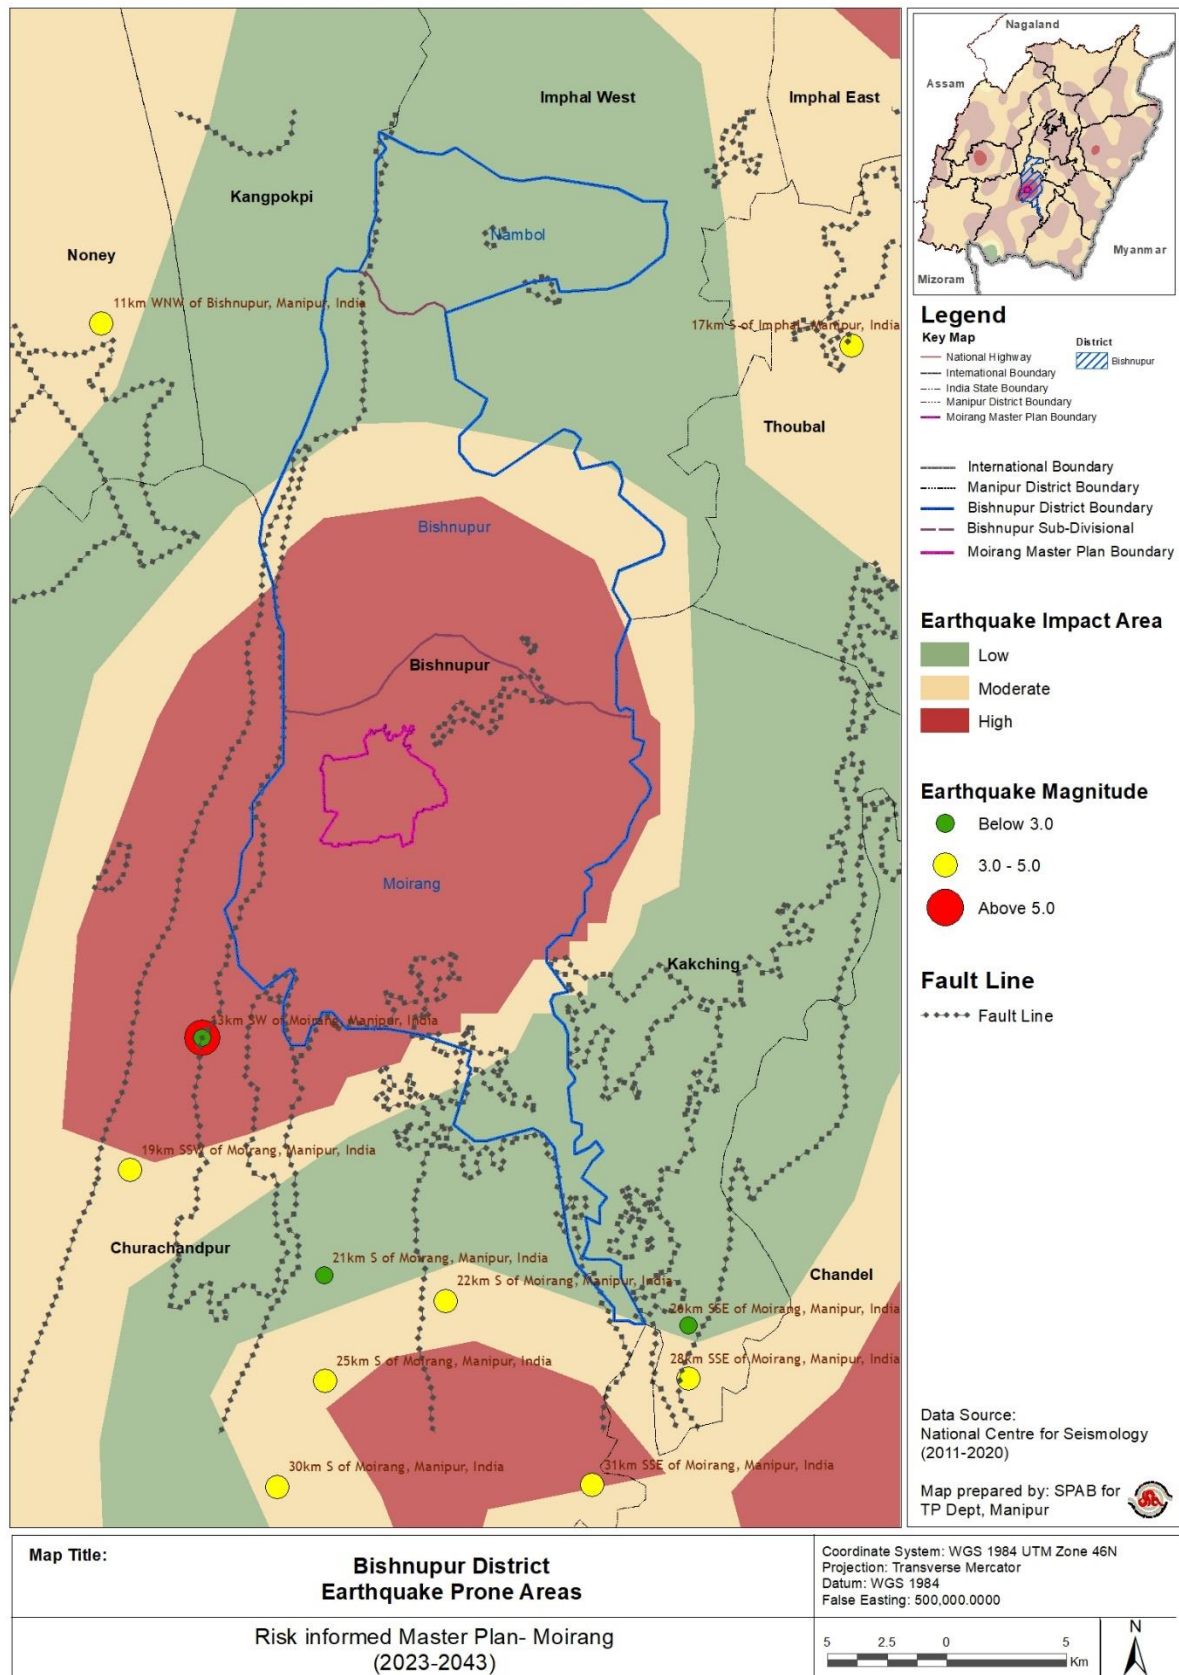 Imphal West
Imphal East
Kangpokpi
Nambol
Noney
11km WNW of Bishnupur, Manipur, India
17km S of Imphal, Manipur, India
Thoubal
Bishnupur
Bishnupur
Moirang
Kakching
13km SW of Moirang, Manipur, India
19km SSW of Moirang, Manipur, India
Churachandpur
21km S of Moirang, Manipur, India
22km S of Moirang, Manipur, India
Chandel
26km SSE of Moirang, Manipur, India
25km S of Moirang, Manipur, India
28km SSE of Moirang, Manipur, India
30km S of Moirang, Manipur, India
31km SSE of Moirang, Manipur, India
Nagaland
Assam
Myanmar
Mizoram
Legend
Key Map
National Highway
International Boundary
India State Boundary
Manipur District Boundary
Moirang Master Plan Boundary
District
Bishnupur
International Boundary
Manipur District Boundary
Bishnupur District Boundary
Bishnupur Sub-Divisional
Moirang Master Plan Boundary
Earthquake Impact Area
Low
Moderate
High
Earthquake Magnitude
Below 3.0
3.0 - 5.0
Above 5.0
Fault Line
Fault Line
Data Source:
National Centre for Seismology
(2011-2020)
Map prepared by: SPAB for
TP Dept, Manipur
Map Title:
Bishnupur District
Earthquake Prone Areas
Risk informed Master Plan- Moirang
(2023-2043)
Coordinate System: WGS 1984 UTM Zone 46N
Projection: Transverse Mercator
Datum: WGS 1984
False Easting: 500,000.0000
5 2.5 0 5
Km
N